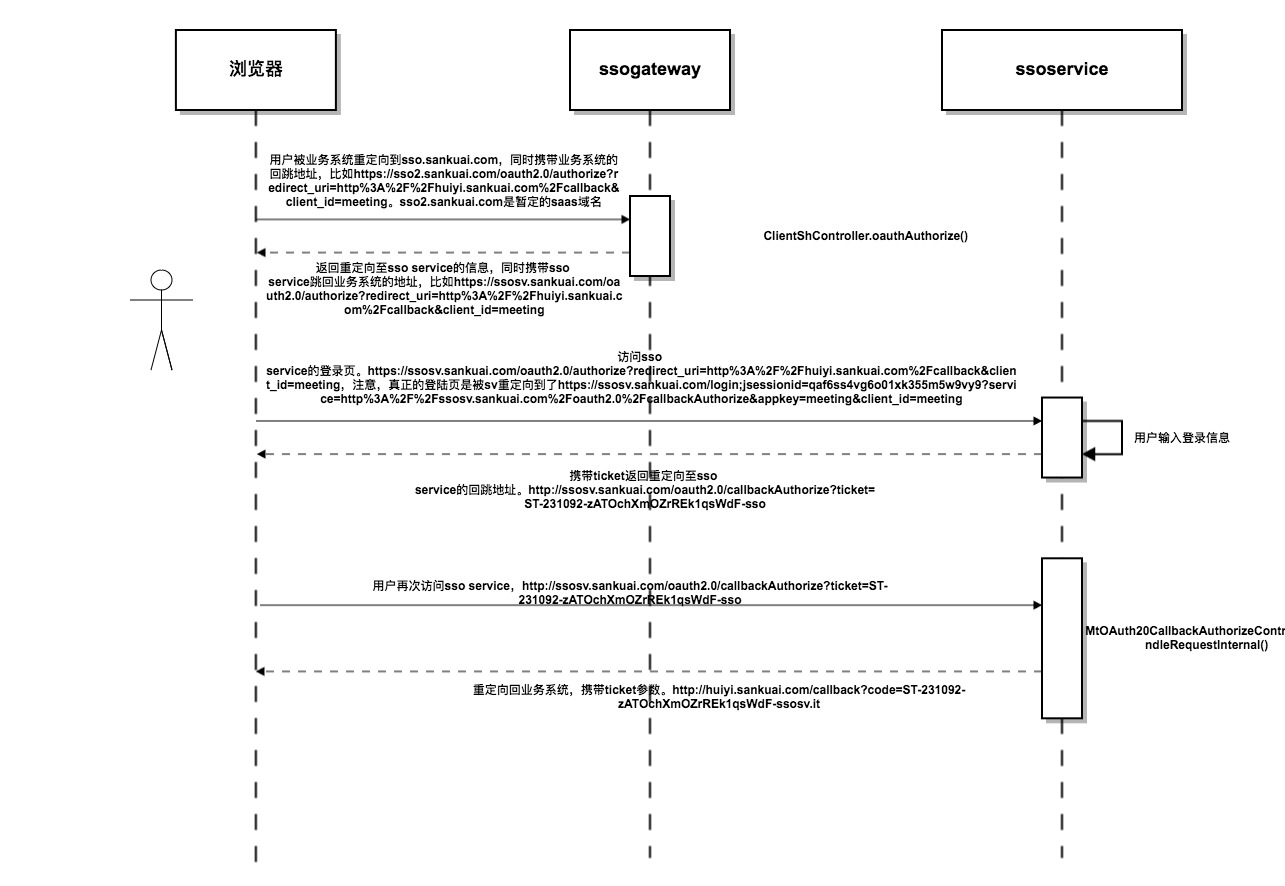 浏览器
ssogateway
ssoservice
用户被业务系统重定向到sso.sankuai.com，同时携带业务系统的
回跳地址，比如https://sso2.sankuai.com/oauth2.0/authorize?r
edirect_uri=http%3A%2F%2Fhuiyi.sankuai.com%2Fcallback&
client_id=meeting。sso2.sankuai.com是暂定的saas域名
ClientShController.oauthAuthorize()
返回重定向至sso service的信息，同时携带sso
service跳回业务系统的地址，比如https://ssosv.sankuai.com/oa
uth2.0/authorize?redirect_uri=http%3A%2F%2Fhuiyi.sankuai.c
om%2Fcallback&client_id=meeting
访问sso
service的登录页。https://ssosv.sankuai.com/oauth2.0/authorize?redirect_uri=http%3A%2F%2Fhuiyi.sankuai.com%2Fcallback&clien
t_id=meeting，注意，真正的登陆页是被sv重定向到了https://ssosv.sankuai.com/login;jsessionid=qaf6ss4vg6o01xk355m5w9vy9?servi
ce=http%3A%2F%2Fssosv.sankuai.com%2Foauth2.0%2FcallbackAuthorize&appkey=meeting&client_id=meeting
用户输入登录信息
携带ticket返回重定向至sso
service的回跳地址。http://ssosv.sankuai.com/oauth2.0/callbackAuthorize?ticket=
ST-231092-zATOchXmOZrREk1qsWdF-sso
用户再次访问sso service，http://ssosv.sankuai.com/oauth2.0/callbackAuthorize?ticket=ST-
231092-zATOchXmOZrREk1qsWdF-sso
MtOAuth20CallbackAuthorizeContr
ndleRequestInternal()
重定向回业务系统，携带ticket参数。http://huiyi.sankuai.com/callback?code=ST-231092-
zATOchXmOZrREk1qsWdF-ssosv.it